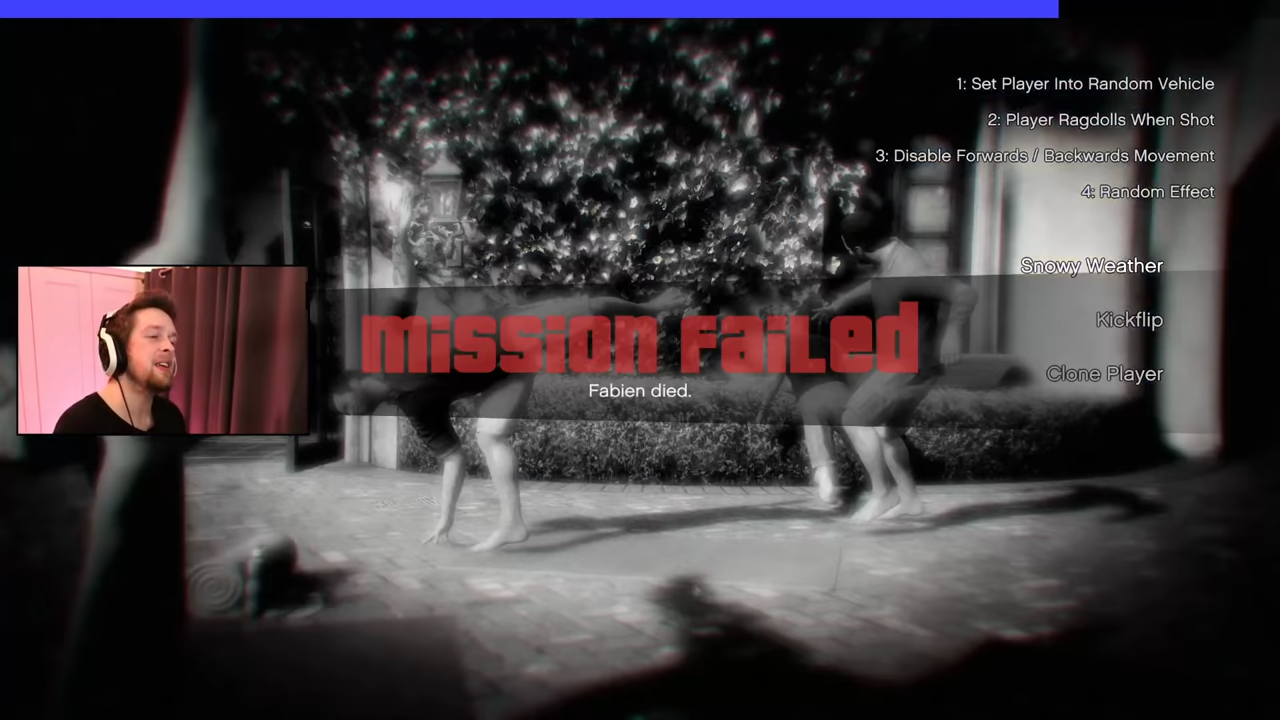 1: Set Player Into Random Vehicle
2: Player Ragdolls When Shot
3: Disable Forwards / Backwards Movement
4: Random Effect
Snowy Weather
Kickflip
Clone Player
mission failed
Fabien died.